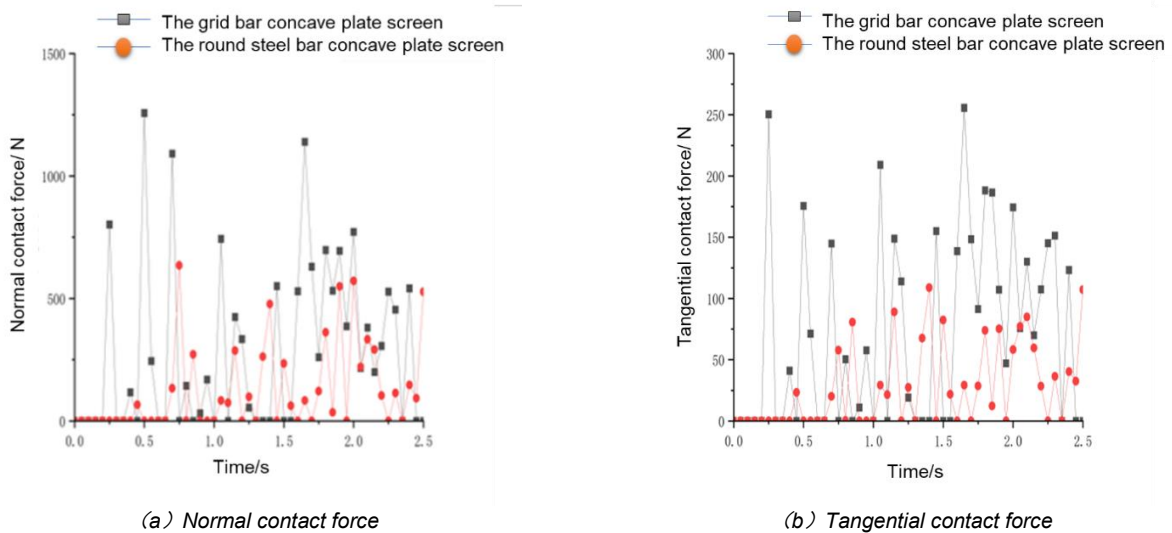 The grid bar concave plate screen
The round steel bar concave plate screen
1500
1000
500
0
Normal contact force/ N
0.0 0.5 1.0 1.5 2.0 2.5
Time/s
（a）Normal contact force
The grid bar concave plate screen
The round steel bar concave plate screen
300
250
200
150
100
50
0
Tangential contact force/ N
0.0 0.5 1.0 1.5 2.0 2.5
Time/s
（b）Tangential contact force